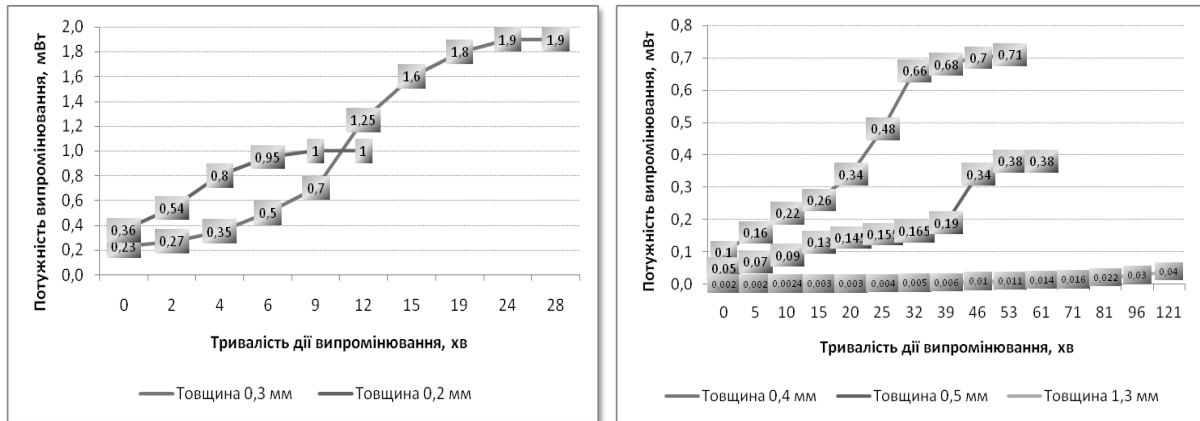 Потужність випромінювання, мВт
2,0
1,8
1,6
1,4
1,2
1,0
0,8
0,6
0,4
0,2
0,0
0,36 0,54 0,8 0,95 1 1
0,23 0,27 0,35 0,5 0,7 1,25 1,6 1,8 1,9 1,9
0 2 4 6 9 12 15 19 24 28
Тривалість дії випромінювання, хв
Товщина 0,3 мм Товщина 0,2 мм
Потужність випромінювання, мВт
0,8
0,7
0,6
0,5
0,4
0,3
0,2
0,1
0,0
0,1 0,16 0,22 0,26 0,34 0,48 0,66 0,68 0,7 0,71
0,05 0,07 0,09 0,13 0,165 0,19 0,34 0,38 0,38
0,002 0,002 0,0024 0,003 0,003 0,004 0,005 0,006 0,01 0,011 0,014 0,016 0,022 0,03 0,04
0 5 10 15 20 25 32 39 46 53 61 71 81 96 121
Тривалість дії випромінювання, хв
Товщина 0,4 мм Товщина 0,5 мм Товщина 1,3 мм